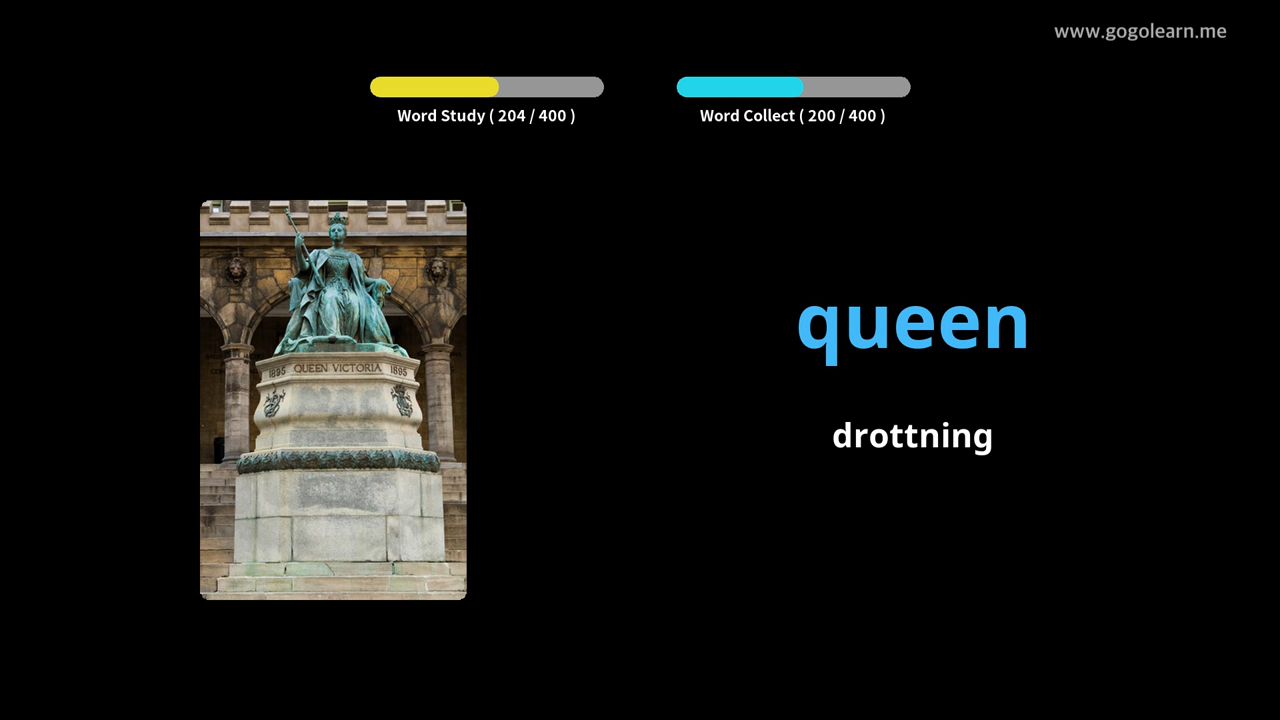 www.gogolearn.me
Word Study ( 204 / 400 )
Word Collect ( 200 / 400 )
1895 QUEEN VICTORIA 1895
queen
drottning